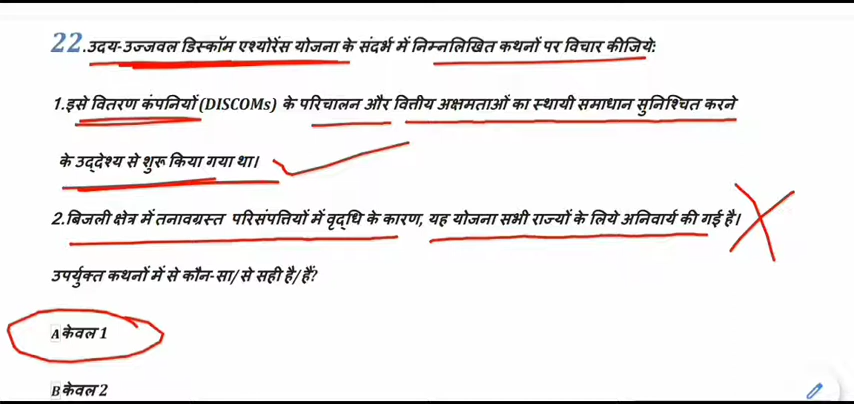 22.उदय-उज्जवल डिस्कॉम एश्योरेंस योजना के संदर्भ में निम्नलिखित कथनों पर विचार कीजिये:
1.इसे वितरण कंपनियों (DISCOMs) के परिचालन और वित्तीय अक्षमताओं का स्थायी समाधान सुनिश्चित करने
के उद्देश्य से शुरू किया गया था।
2.बिजली क्षेत्र में तनावग्रस्त परिसंपत्तियों में वृद्धि के कारण, यह योजना सभी राज्यों के लिये अनिवार्य की गई है।
उपर्युक्त कथनों में से कौन-सा/से सही है/हैं?
A केवल 1
B केवल 2